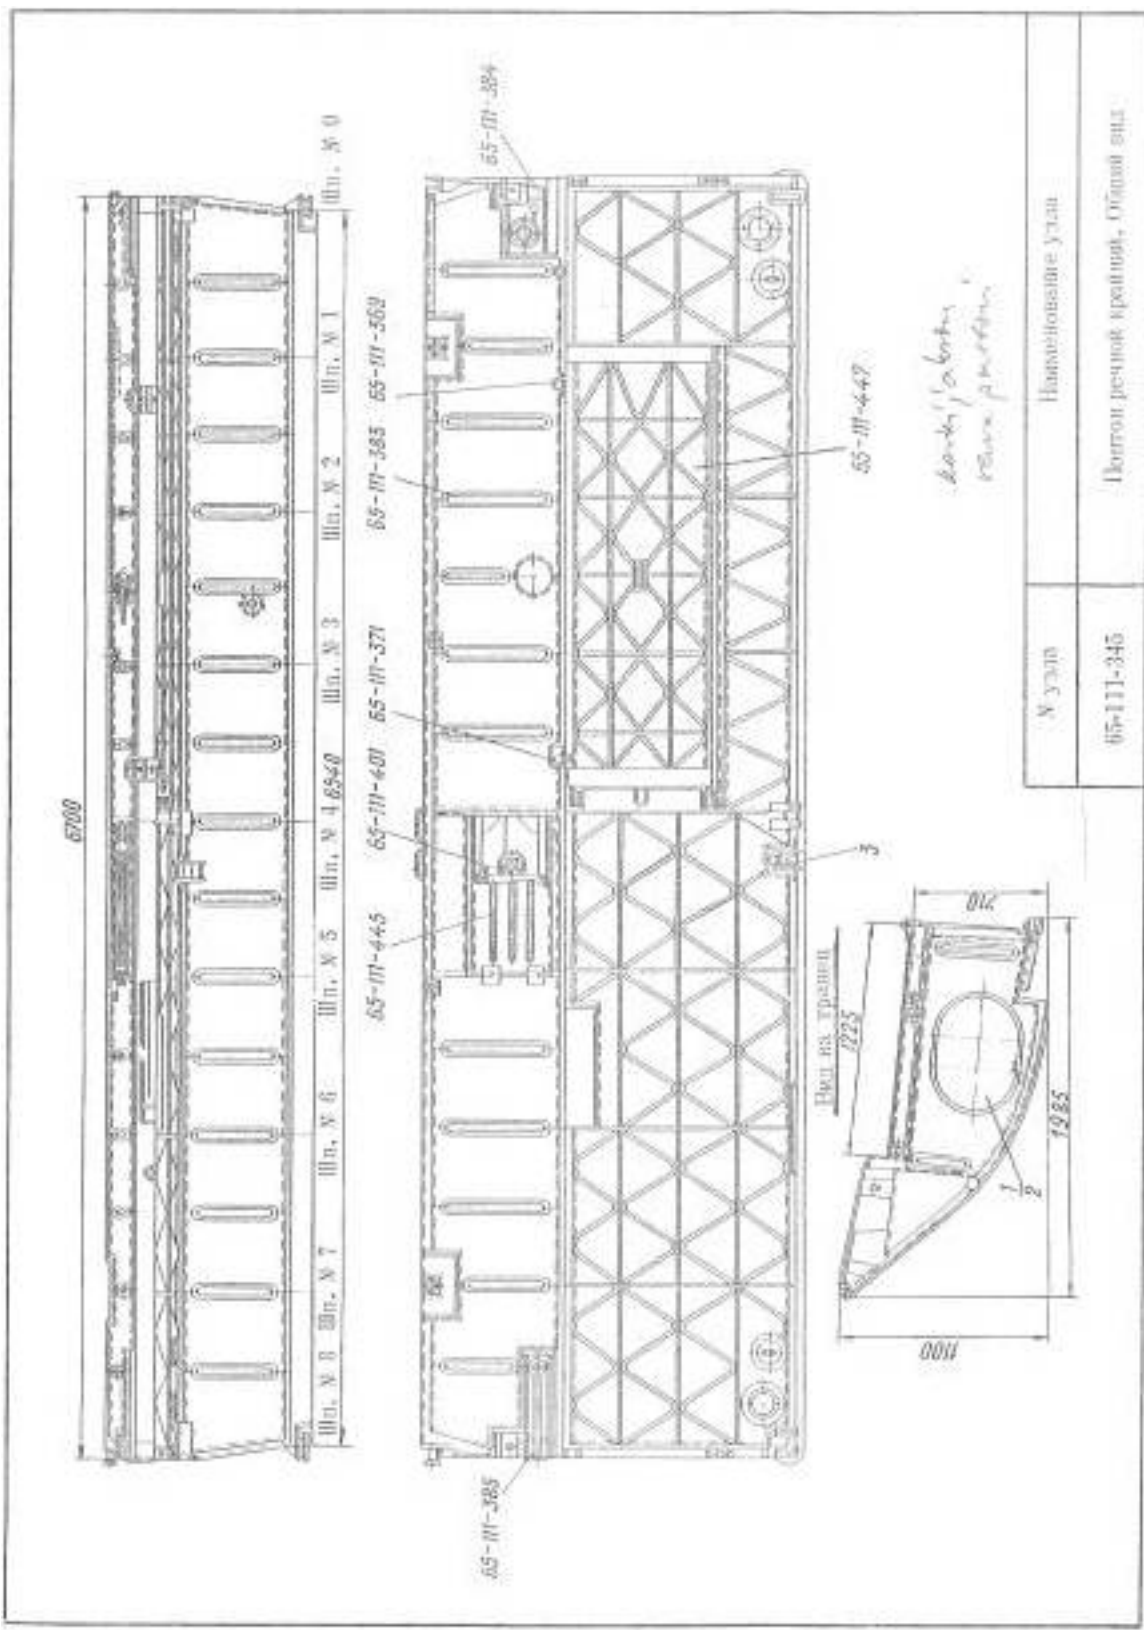 6700
Шп. № 8
Шп. № 7
Шп. № 6
Шп. № 5
Шп. № 4
Шп. № 3
Шп. № 2
Шп. № 1
Шп. № 0
65-111-445
65-111-401
65-111-371
65-111-385
65-111-369
65-111-384
65-111-385
65-111-447
3
Вид на транец
1225
710
1
2
1985
1100
N узла
Наименование узла
65-111-345
Понтон речной крайний. Общий вид